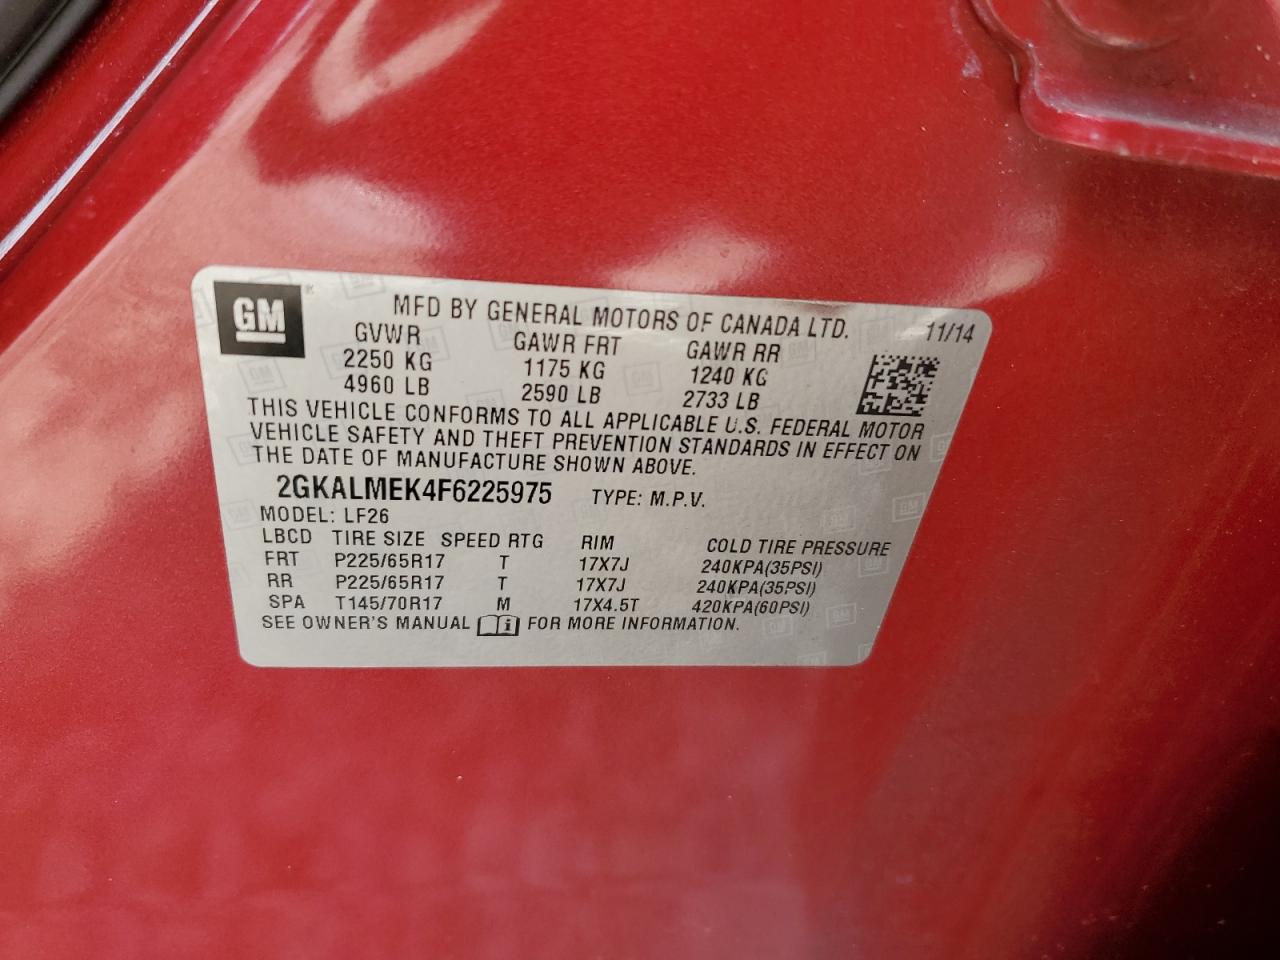 GM
MFD BY GENERAL MOTORS OF CANADA LTD. 11/14
GVWR GAWR FRT GAWR RR
2250 KG 1175 KG 1240 KG
4960 LB 2590 LB 2733 LB
THIS VEHICLE CONFORMS TO ALL APPLICABLE U.S. FEDERAL MOTOR
VEHICLE SAFETY AND THEFT PREVENTION STANDARDS IN EFFECT ON
THE DATE OF MANUFACTURE SHOWN ABOVE.
2GKALMEK4F6225975 TYPE: M.P.V.
MODEL: LF26
LBCD TIRE SIZE SPEED RTG RIM COLD TIRE PRESSURE
FRT P225/65R17 T 17X7J 240KPA(35PSI)
RR P225/65R17 T 17X7J 240KPA(35PSI)
SPA T145/70R17 M 17X4.5T 420KPA(60PSI)
SEE OWNER'S MANUAL FOR MORE INFORMATION.